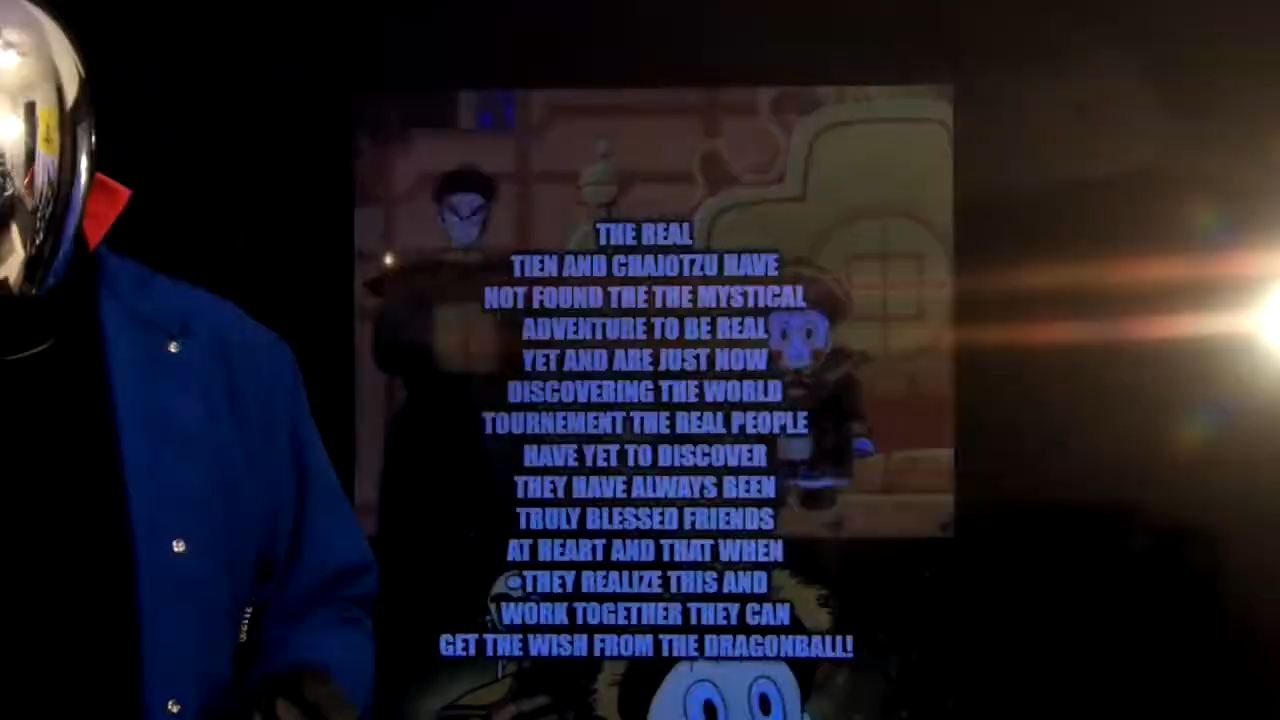 THE REAL
TIEN AND CHAIOTZU HAVE
NOT FOUND THE THE MYSTICAL
ADVENTURE TO BE REAL
YET AND ARE JUST NOW
DISCOVERING THE WORLD
TOURNEMENT THE REAL PEOPLE
HAVE YET TO DISCOVER
THEY HAVE ALWAYS BEEN
TRULY BLESSED FRIENDS
AT HEART AND THAT WHEN
THEY REALIZE THIS AND
WORK TOGETHER THEY CAN
GET THE WISH FROM THE DRAGONBALL!